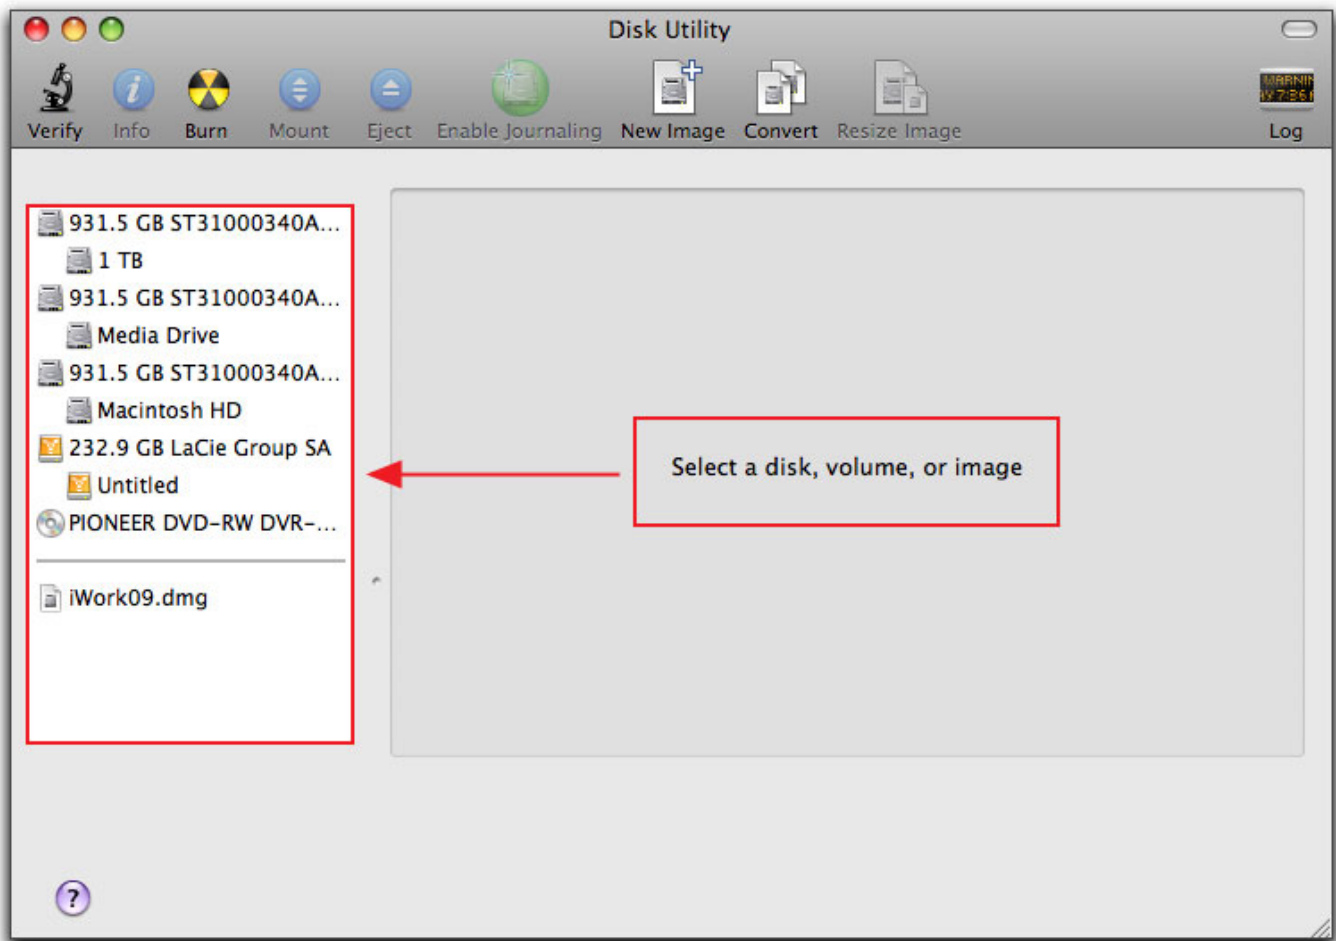 Disk Utility
Verify Info Burn Mount Eject Enable Journaling New Image Convert Resize Image Log
931.5 GB ST31000340A...
1 TB
931.5 GB ST31000340A...
Media Drive
931.5 GB ST31000340A...
Macintosh HD
232.9 GB LaCie Group SA
Untitled
PIONEER DVD-RW DVR-...
iWork09.dmg
Select a disk, volume, or image
?